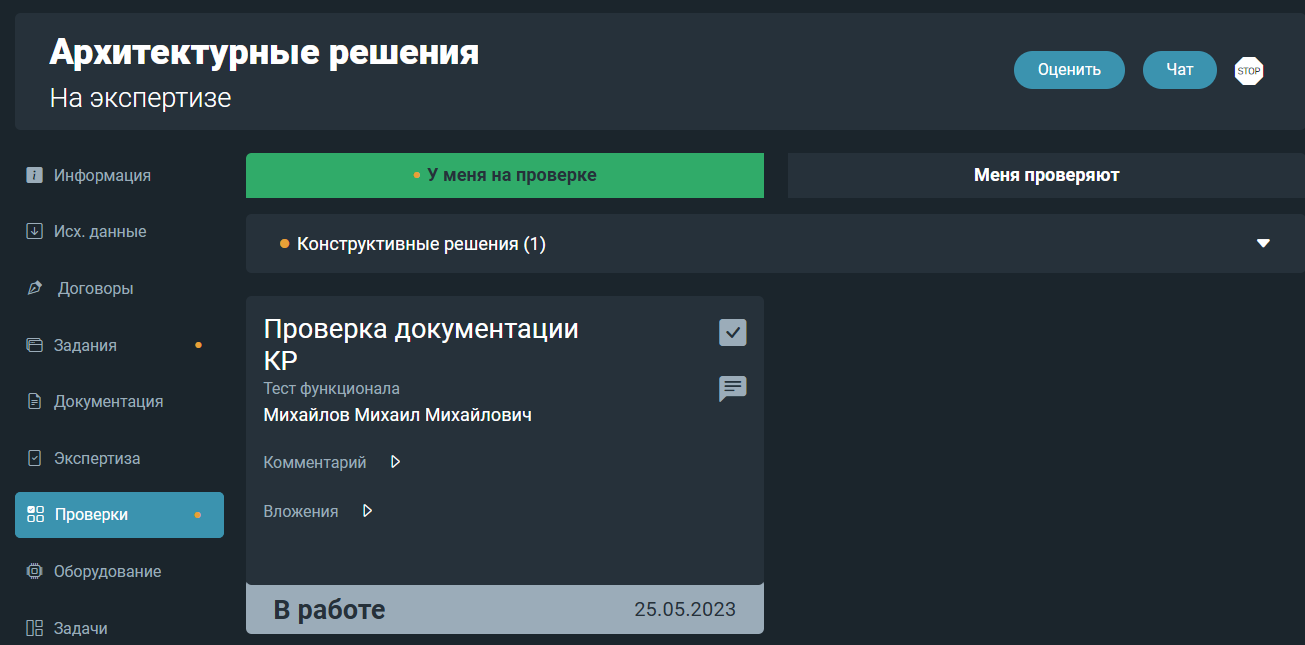 Архитектурные решения
На экспертизе
Оценить
Чат
STOP
Информация
Исх. данные
Договоры
Задания
Документация
Экспертиза
Проверки
Оборудование
Задачи
У меня на проверке
Меня проверяют
Конструктивные решения (1)
Проверка документации
КР
Тест функционала
Михайлов Михаил Михайлович
Комментарий
Вложения
В работе
25.05.2023